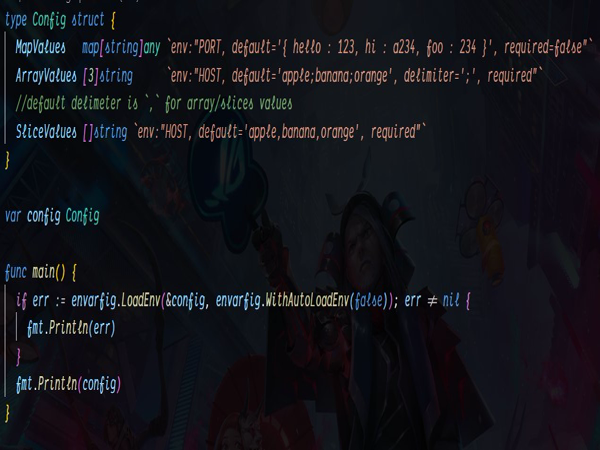 type Config struct {
MapValues map[string]any `env:"PORT, default='{ hello : 123, hi : a234, foo : 234 }', required=false"`
ArrayValues [3]string `env:"HOST, default='apple;banana;orange', delimiter=';', required"`
//default delimeter is `,` for array/slices values
SliceValues []string `env:"HOST, default='apple,banana,orange', required"`
}
var config Config
func main() {
if err := envarfig.LoadEnv(&config, envarfig.WithAutoLoadEnv(false)); err ≠ nil {
fmt.Println(err)
}
fmt.Println(config)
}